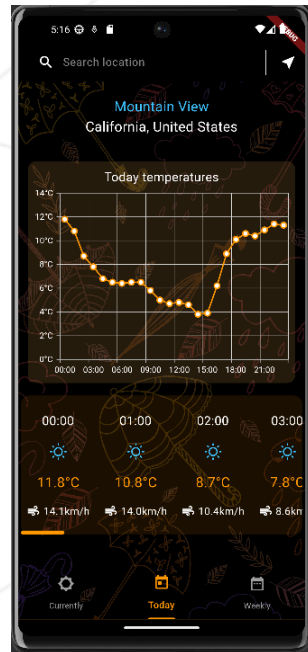 5:16
DEBUG
Search location
Mountain View
California, United States
Today temperatures
14°C
12°C
10°C
8°C
6°C
4°C
2°C
0°C
00:00 03:00 06:00 09:00 12:00 15:00 18:00 21:00
00:00 01:00 02:00 03:00
11.8°C 10.8°C 8.7°C 7.8°C
14.1km/h 14.0km/h 10.4km/h 8.6km
Currently Today Weekly